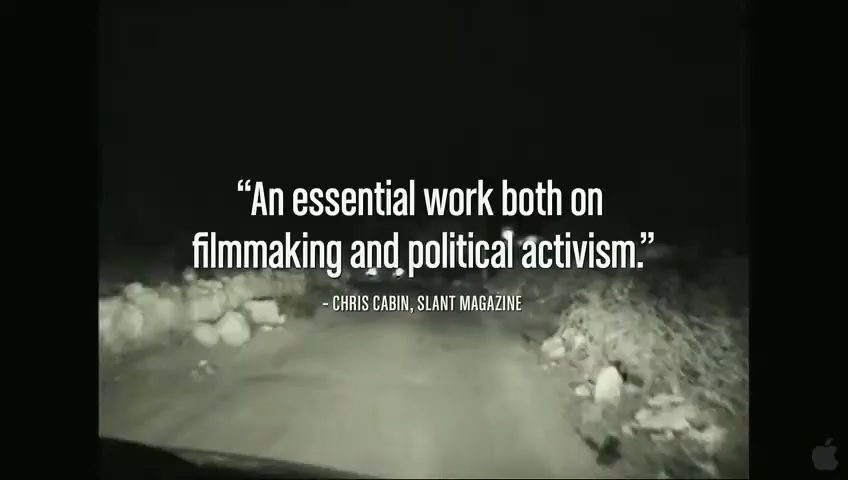 “An essential work both on
filmmaking and political activism.”
– CHRIS CABIN, SLANT MAGAZINE